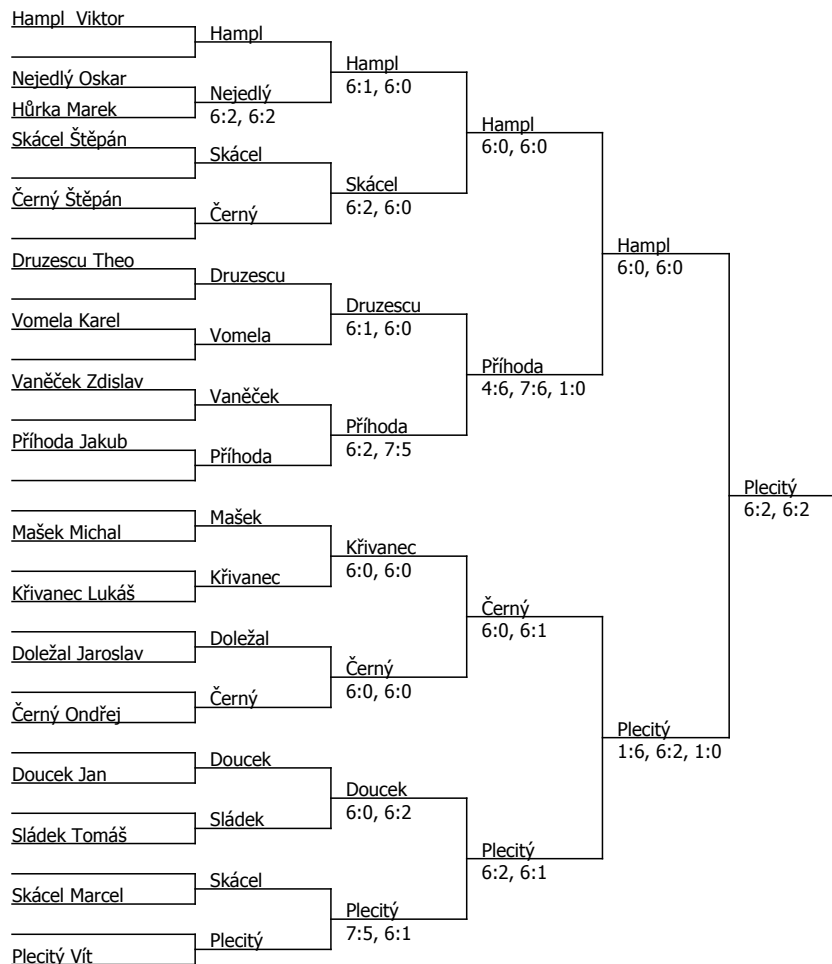 Hampl  Viktor
Nejedlý Oskar
Hůrka Marek
Skácel Štěpán
Černý Štěpán
Druzescu Theo
Vomela Karel
Vaněček Zdislav
Příhoda Jakub
Mašek Michal
Křivanec Lukáš
Doležal Jaroslav
Černý Ondřej
Doucek Jan
Sládek Tomáš
Skácel Marcel
Plecitý Vít
Hampl
Nejedlý
6:2, 6:2
Skácel
Černý
Druzescu
Vomela
Vaněček
Příhoda
Mašek
Křivanec
Doležal
Černý
Doucek
Sládek
Skácel
Plecitý
Hampl
6:1, 6:0
Skácel
6:2, 6:0
Druzescu
6:1, 6:0
Příhoda
6:2, 7:5
Křivanec
6:0, 6:0
Černý
6:0, 6:0
Doucek
6:0, 6:2
Plecitý
7:5, 6:1
Hampl
6:0, 6:0
Příhoda
4:6, 7:6, 1:0
Černý
6:0, 6:1
Plecitý
6:2, 6:1
Hampl
6:0, 6:0
Plecitý
1:6, 6:2, 1:0
Plecitý
6:2, 6:2